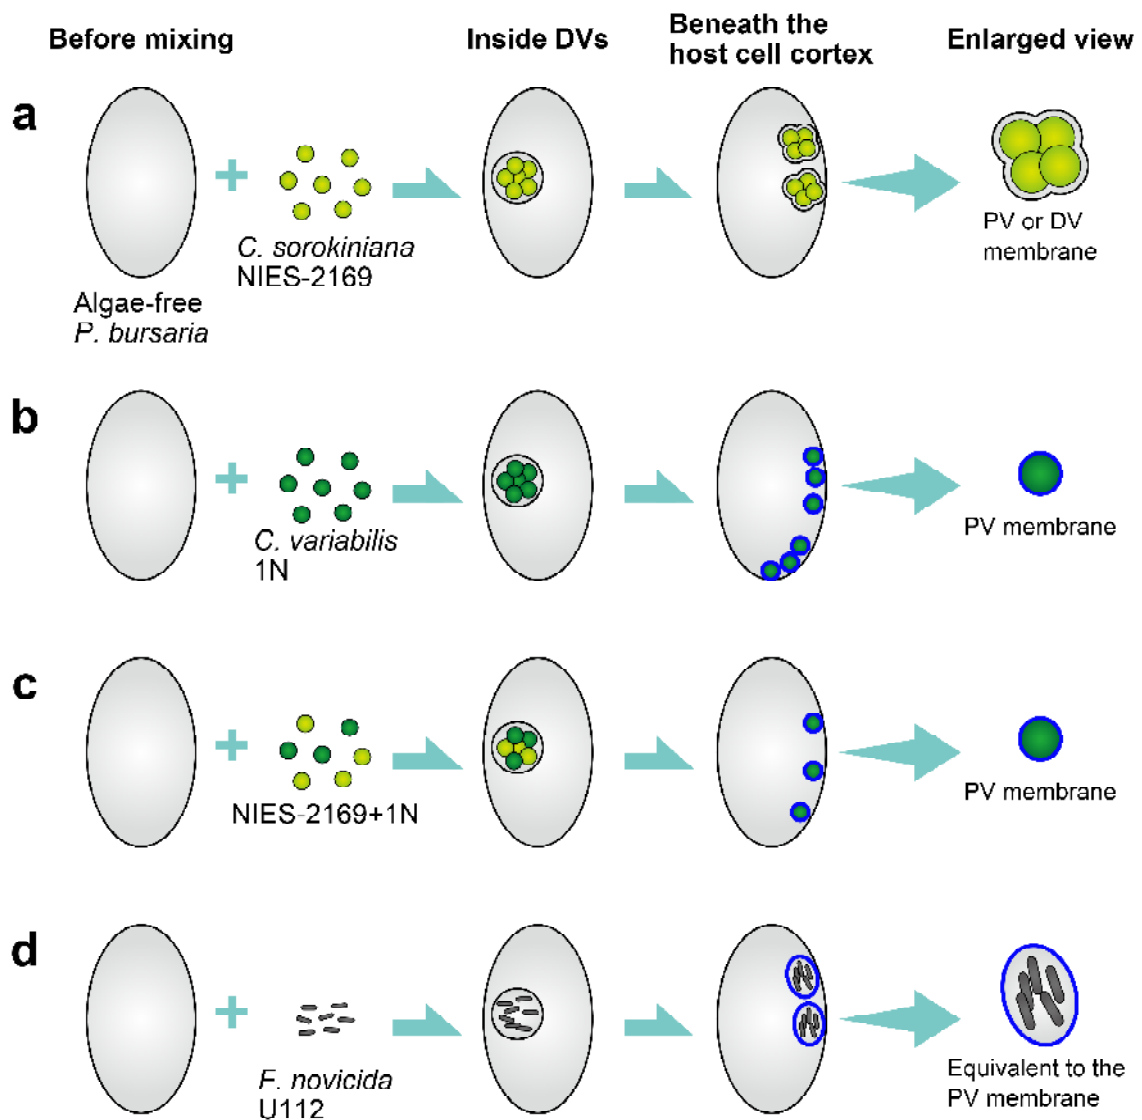 Before mixing
Inside DVs
Beneath the
host cell cortex
Enlarged view
a
C. sorokiniana
NIES-2169
Algae-free
P. bursaria
PV or DV
membrane
b
C. variabilis
1N
PV membrane
c
NIES-2169+1N
PV membrane
d
F. novicida
U112
Equivalent to the
PV membrane